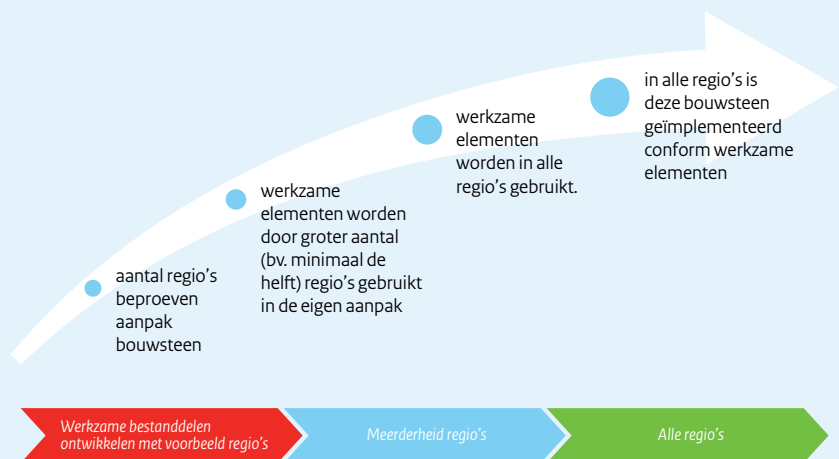 aantal regio's
beproeven
aanpak
bouwsteen
werkzame
elementen worden
door groter aantal
(bv. minimaal de
helft) regio's gebruikt
in de eigen aanpak
werkzame
elementen
worden in alle
regio's gebruikt.
in alle regio's is
deze bouwsteen
geïmplementeerd
conform werkzame
elementen
Werkzame bestanddelen
ontwikkelen met voorbeeld regio's
Meerderheid regio's
Alle regio's